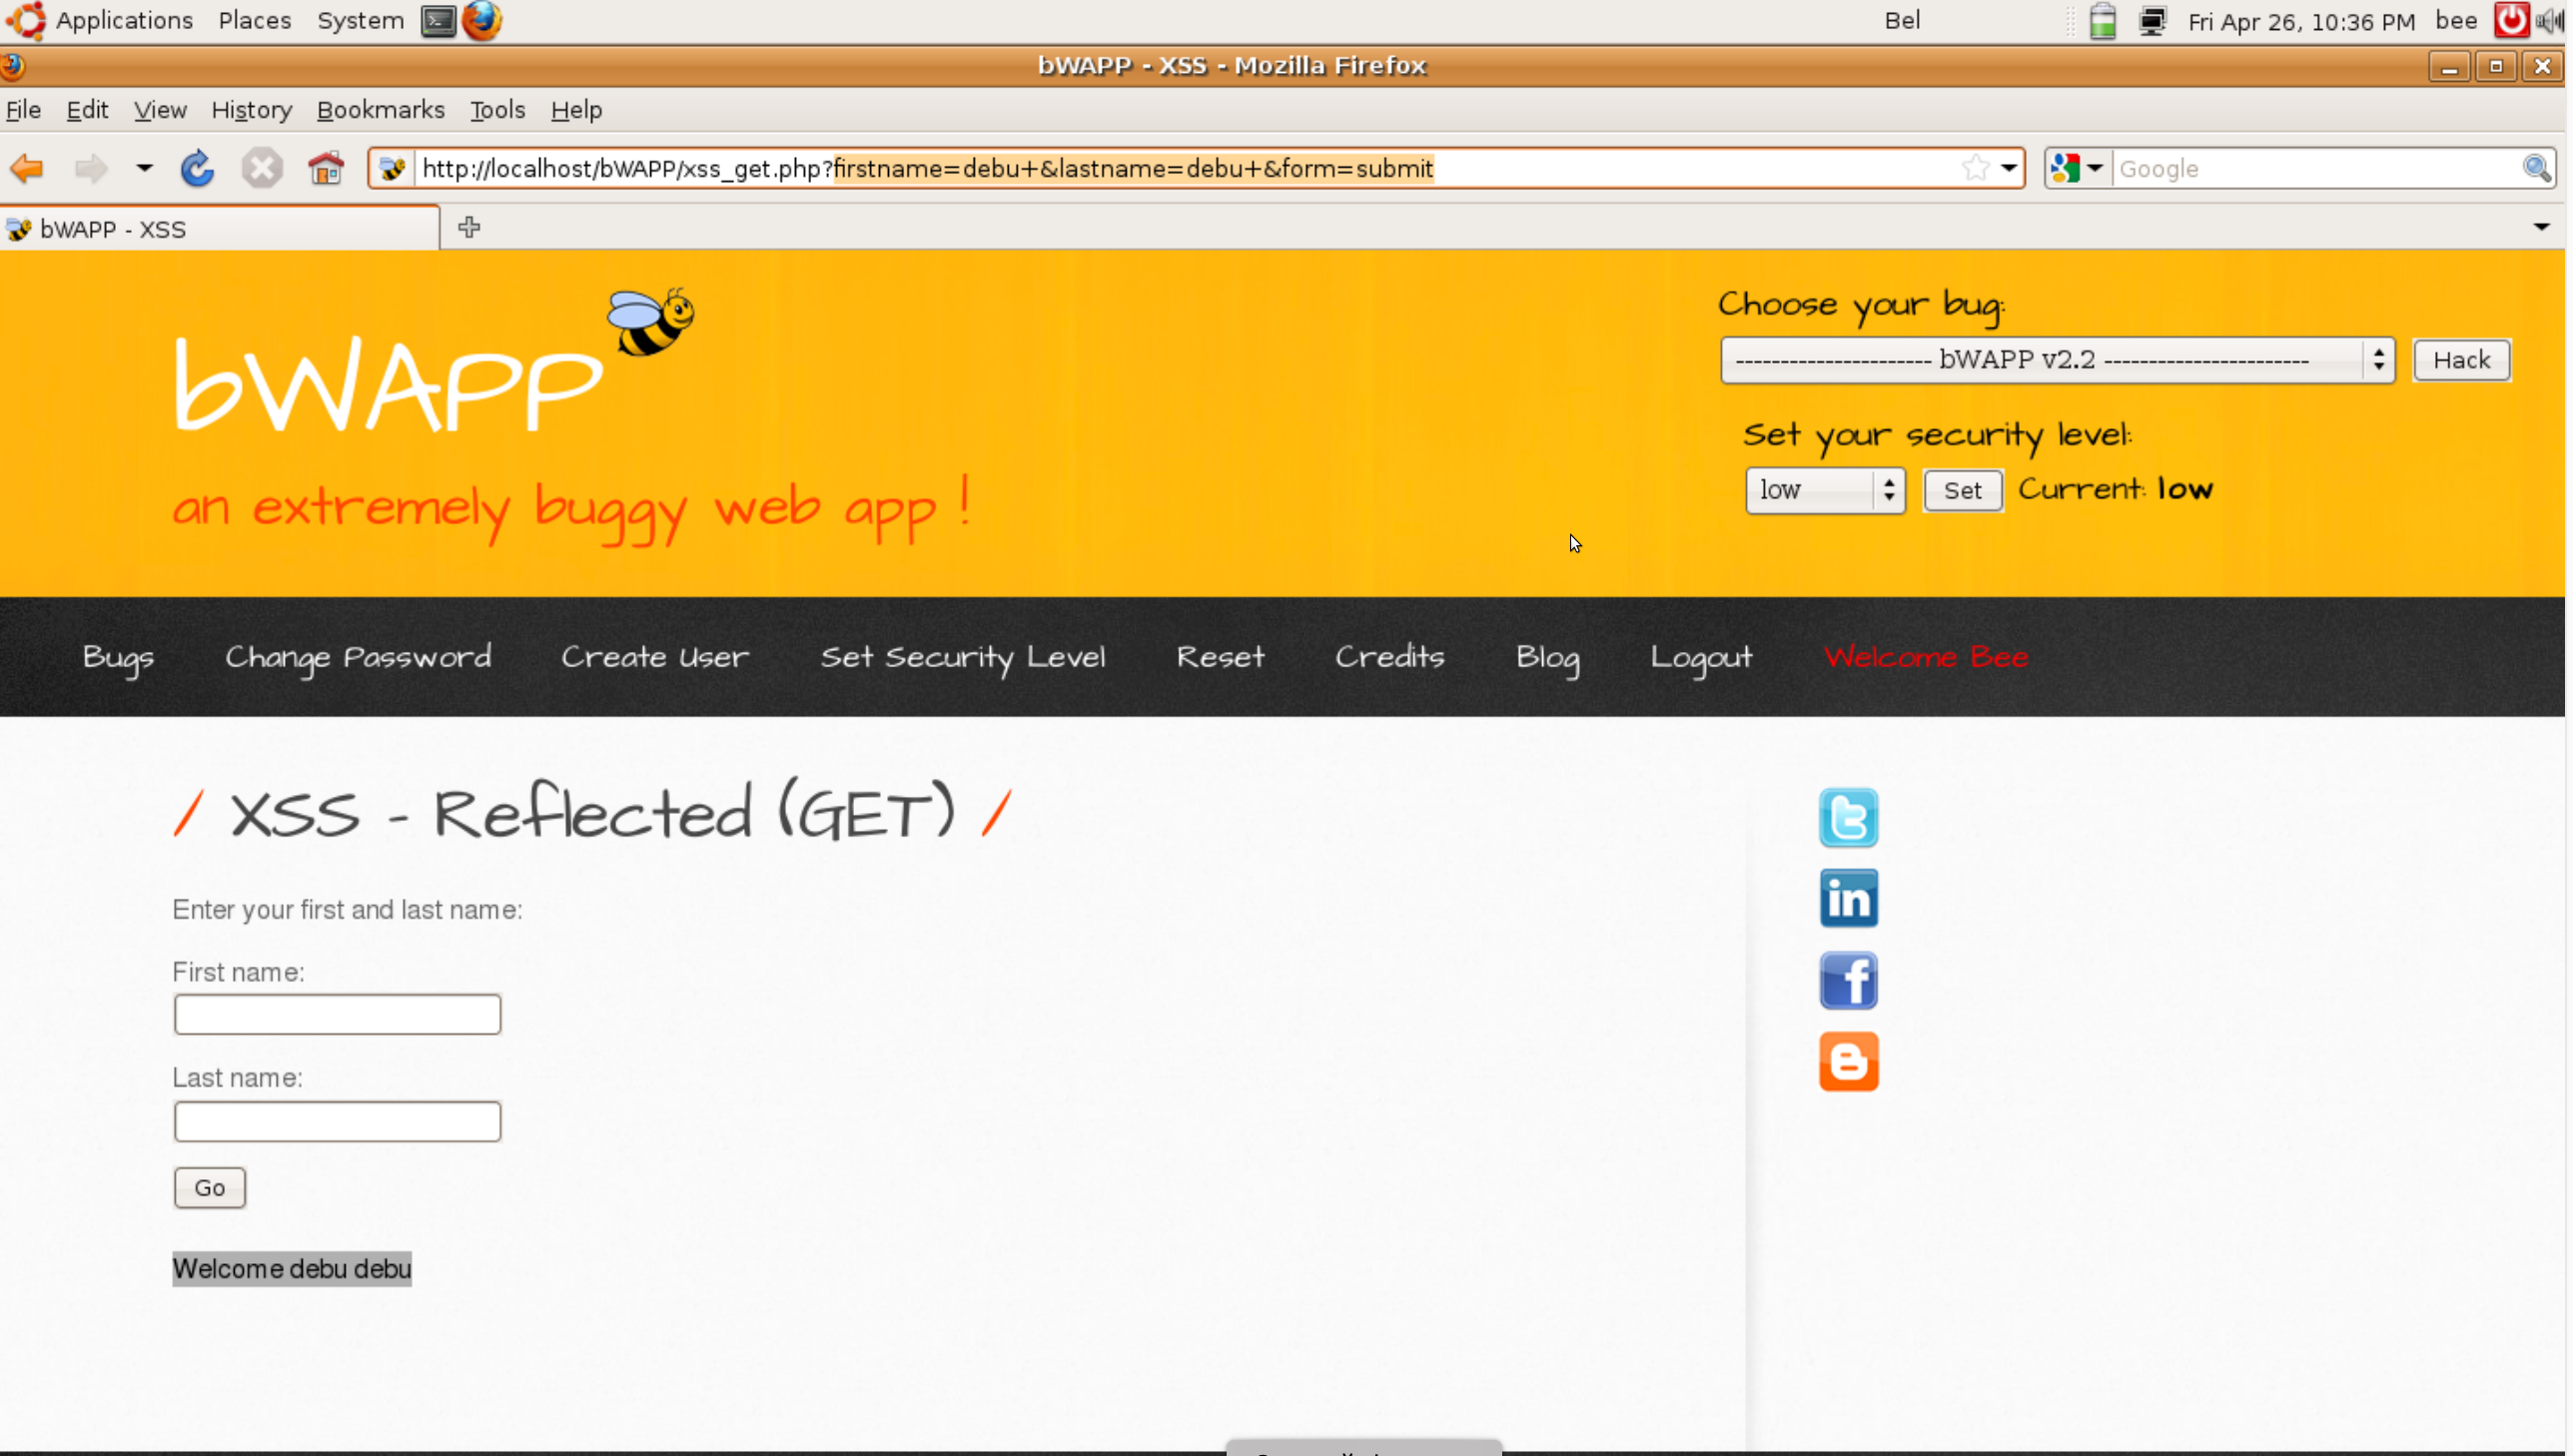 Applications Places System Bel Fri Apr 26, 10:36 PM bee
bWAPP - XSS - Mozilla Firefox
File Edit View History Bookmarks Tools Help
http://localhost/bWAPP/xss_get.php?firstname=debu+&lastname=debu+&form=submit Google
bWAPP - XSS
bWAPP
an extremely buggy web app !
Choose your bug:
---------------------- bWAPP v2.2 ----------------------- Hack
Set your security level:
low Set Current: low
Bugs Change Password Create User Set Security Level Reset Credits Blog Logout Welcome Bee
/ XSS - Reflected (GET) /
Enter your first and last name:
First name:
Last name:
Go
Welcome debu debu